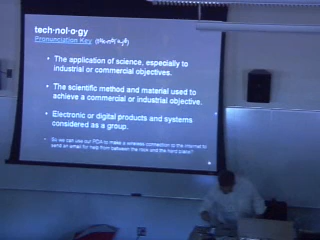 tech·nol·o·gy
Pronunciation Key
• The application of science, especially to
industrial or commercial objectives.
• The scientific method and material used to
achieve a commercial or industrial objective.
• Electronic or digital products and systems
considered as a group.
• So we can use our PDA to make a wireless connection to the internet to
send an email for help from between the rock and the hard place?